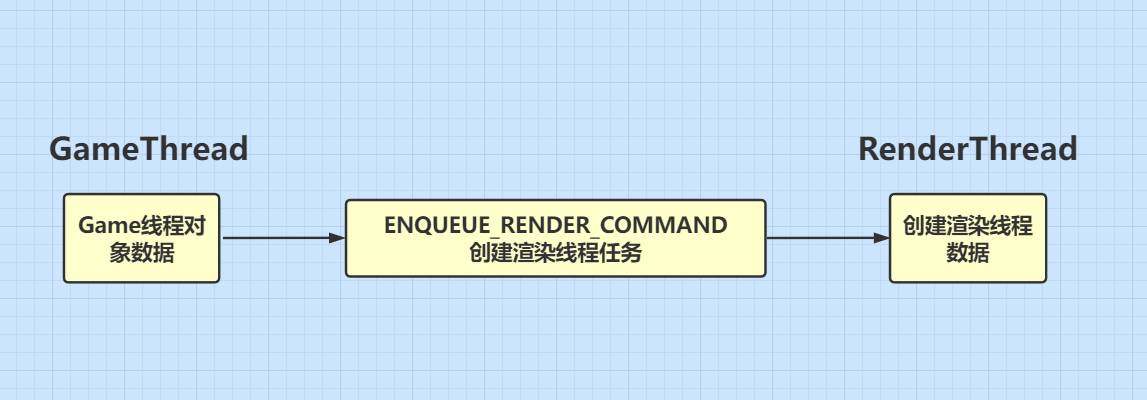 GameThread
RenderThread
Game线程对
象数据
ENQUEUE_RENDER_COMMAND
创建渲染线程任务
创建渲染线程
数据